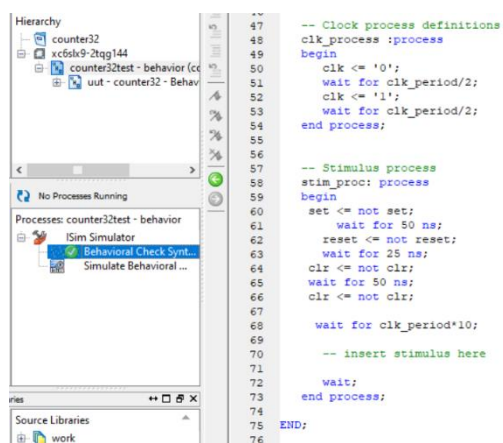 Hierarchy
counter32
xc6slx9-2tqg144
counter32test - behavior (cc
uut - counter32 - Behav
No Processes Running
Processes: counter32test - behavior
ISim Simulator
Behavioral Check Synt...
Simulate Behavioral ...
ries
Source Libraries
work
47 -- Clock process definitions
48 clk_process :process
49 begin
50 clk <= '0';
51 wait for clk_period/2;
52 clk <= '1';
53 wait for clk_period/2;
54 end process;
55
56
57 -- Stimulus process
58 stim_proc: process
59 begin
60 set <= not set;
61 wait for 50 ns;
62 reset <= not reset;
63 wait for 25 ns;
64 clr <= not clr;
65 wait for 50 ns;
66 clr <= not clr;
67
68 wait for clk_period*10;
69
70 -- insert stimulus here
71
72 wait;
73 end process;
74
75 END;
76